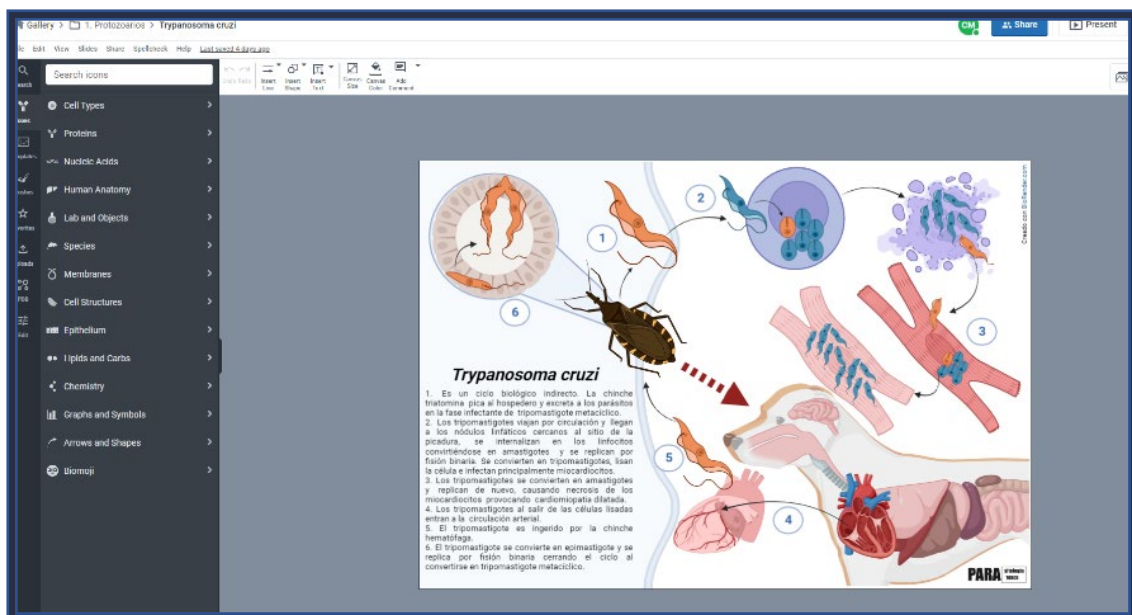 Gallery > 1. Protozoarios > Trypanosoma cruzi
CM
Share
Present
Edit View Slides Share Spellcheck Help Last saved 4 days ago
Search icons
Undo Redo
Insert Line
Insert Shape
Insert Text
Canvas Size
Canvas Color
Add Comment
Cell Types
Proteins
Nucleic Acids
Human Anatomy
Lab and Objects
Species
Membranes
Cell Structures
Epithelium
Lipids and Carbs
Chemistry
Graphs and Symbols
Arrows and Shapes
Biomoji
1
2
3
4
5
6
Creado con BioRender.com
Trypanosoma cruzi
1. Es un ciclo biológico indirecto. La chinche
triatomina pica al hospedero y excreta a los parásitos
en la fase infectante de tripomastigote metacíclico.
2. Los tripomastigotes viajan por circulación y llegan
a los nódulos linfáticos cercanos al sitio de la
picadura, se internalizan en los linfocitos
convirtiéndose en amastigotes y se replican por
fisión binaria. Se convierten en tripomastigotes, lisan
la célula e infectan principalmente miocardiocitos.
3. Los tripomastigotes se convierten en amastigotes
y replican de nuevo, causando necrosis de los
miocardiocitos provocando cardiomiopatía dilatada.
4. Los tripomastigotes al salir de las células lisadas
entran a la circulación arterial.
5. El tripomastigote es ingerido por la chinche
hematófaga.
6. El tripomastigote se convierte en epimastigote y se
replica por fisión binaria cerrando el ciclo al
convertirse en tripomastigote metacíclico.
PARA